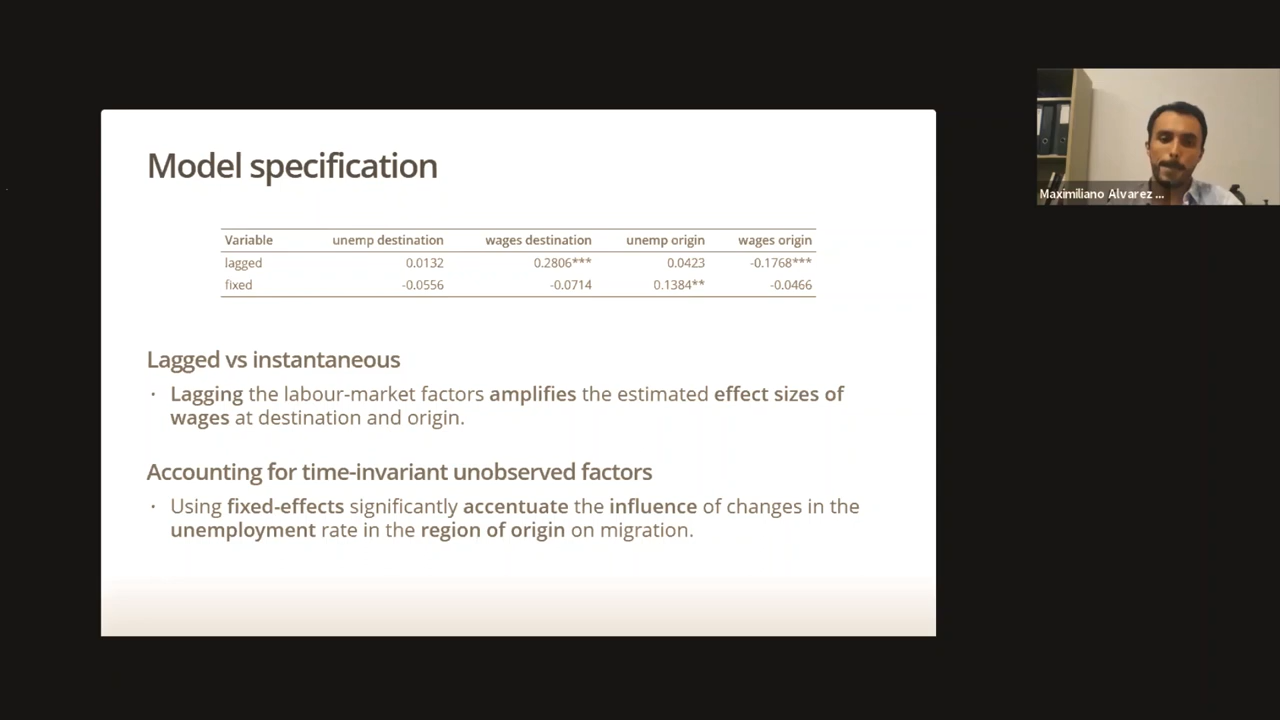 Model specification
Variable unemp destination wages destination unemp origin wages origin
lagged 0.0132 0.2806*** 0.0423 -0.1768***
fixed -0.0556 -0.0714 0.1384** -0.0466
Lagged vs instantaneous
· Lagging the labour-market factors amplifies the estimated effect sizes of
wages at destination and origin.
Accounting for time-invariant unobserved factors
· Using fixed-effects significantly accentuate the influence of changes in the
unemployment rate in the region of origin on migration.
Maximiliano Alvarez ...